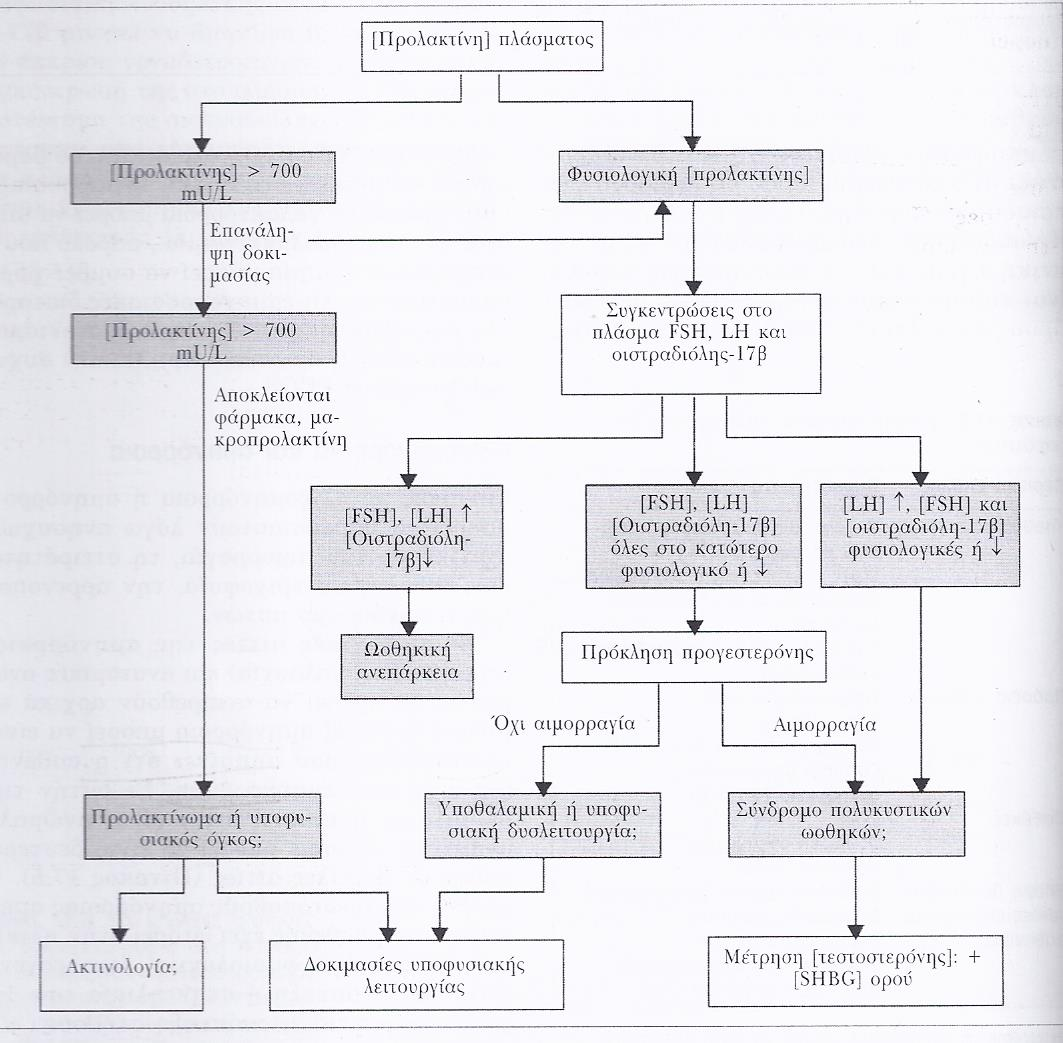 [Προλακτίνη] πλάσματος
[Προλακτίνης] > 700
mU/L
Φυσιολογική [προλακτίνης]
Επανάλη-
ψη δοκι-
μασίας
[Προλακτίνης] > 700
mU/L
Συγκεντρώσεις στο
πλάσμα FSH, LH και
οιστραδιόλης-17β
Αποκλείονται
φάρμακα, μα-
κροπρολακτίνη
[FSH], [LH] ↑
[Οιστραδιόλη-
17β]↓
[FSH], [LH]
[Οιστραδιόλη-17β]
όλες στο κατώτερο
φυσιολογικό ή ↓
[LH] ↑, [FSH] και
[οιστραδιόλη-17β]
φυσιολογικές ή ↓
Ωοθηκική
ανεπάρκεια
Πρόκληση προγεστερόνης
Όχι αιμορραγία
Αιμορραγία
Προλακτίνωμα ή υποφυ-
σιακός όγκος;
Υποθαλαμική ή υποφυ-
σιακή δυσλειτουργία;
Σύνδρομο πολυκυστικών
ωοθηκών;
Ακτινολογία;
Δοκιμασίες υποφυσιακής
λειτουργίας
Μέτρηση [τεστοστερόνης]: +
[SHBG] ορού